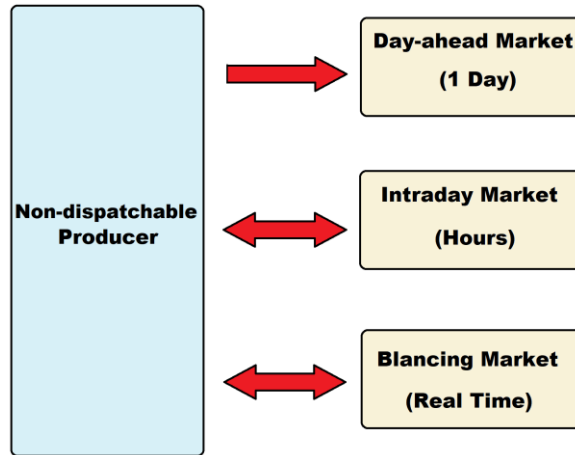 Day-ahead Market
(1 Day)
Non-dispatchable
Producer
Intraday Market
(Hours)
Blancing Market
(Real Time)